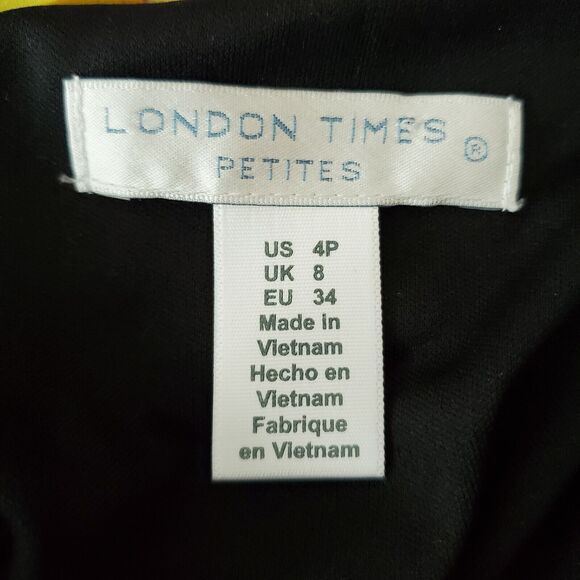 LONDON TIMES ®
PETITES
US 4P
UK 8
EU 34
Made in
Vietnam
Hecho en
Vietnam
Fabrique
en Vietnam